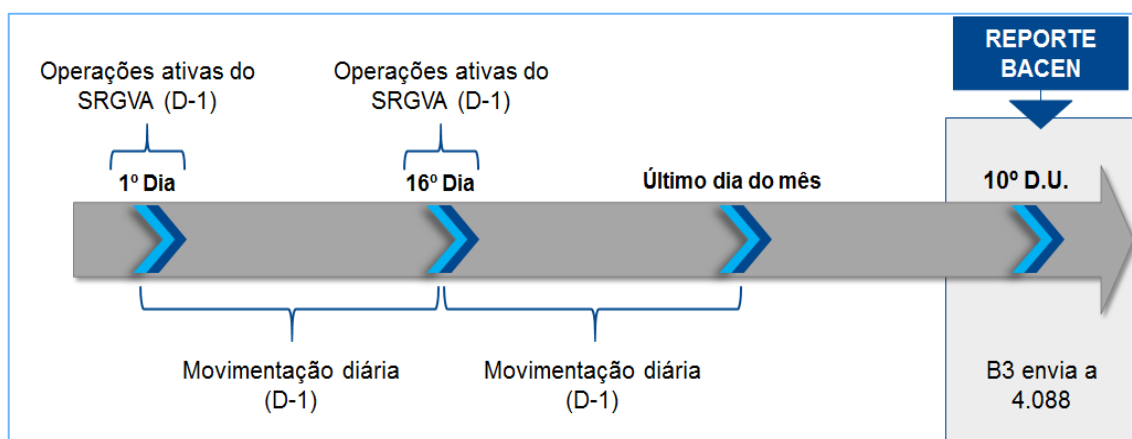 REPORTE
BACEN
Operações ativas do
SRGVA (D-1)
Operações ativas do
SRGVA (D-1)
1º Dia
16º Dia
Último dia do mês
10º D.U.
Movimentação diária
(D-1)
Movimentação diária
(D-1)
B3 envia a
4.088